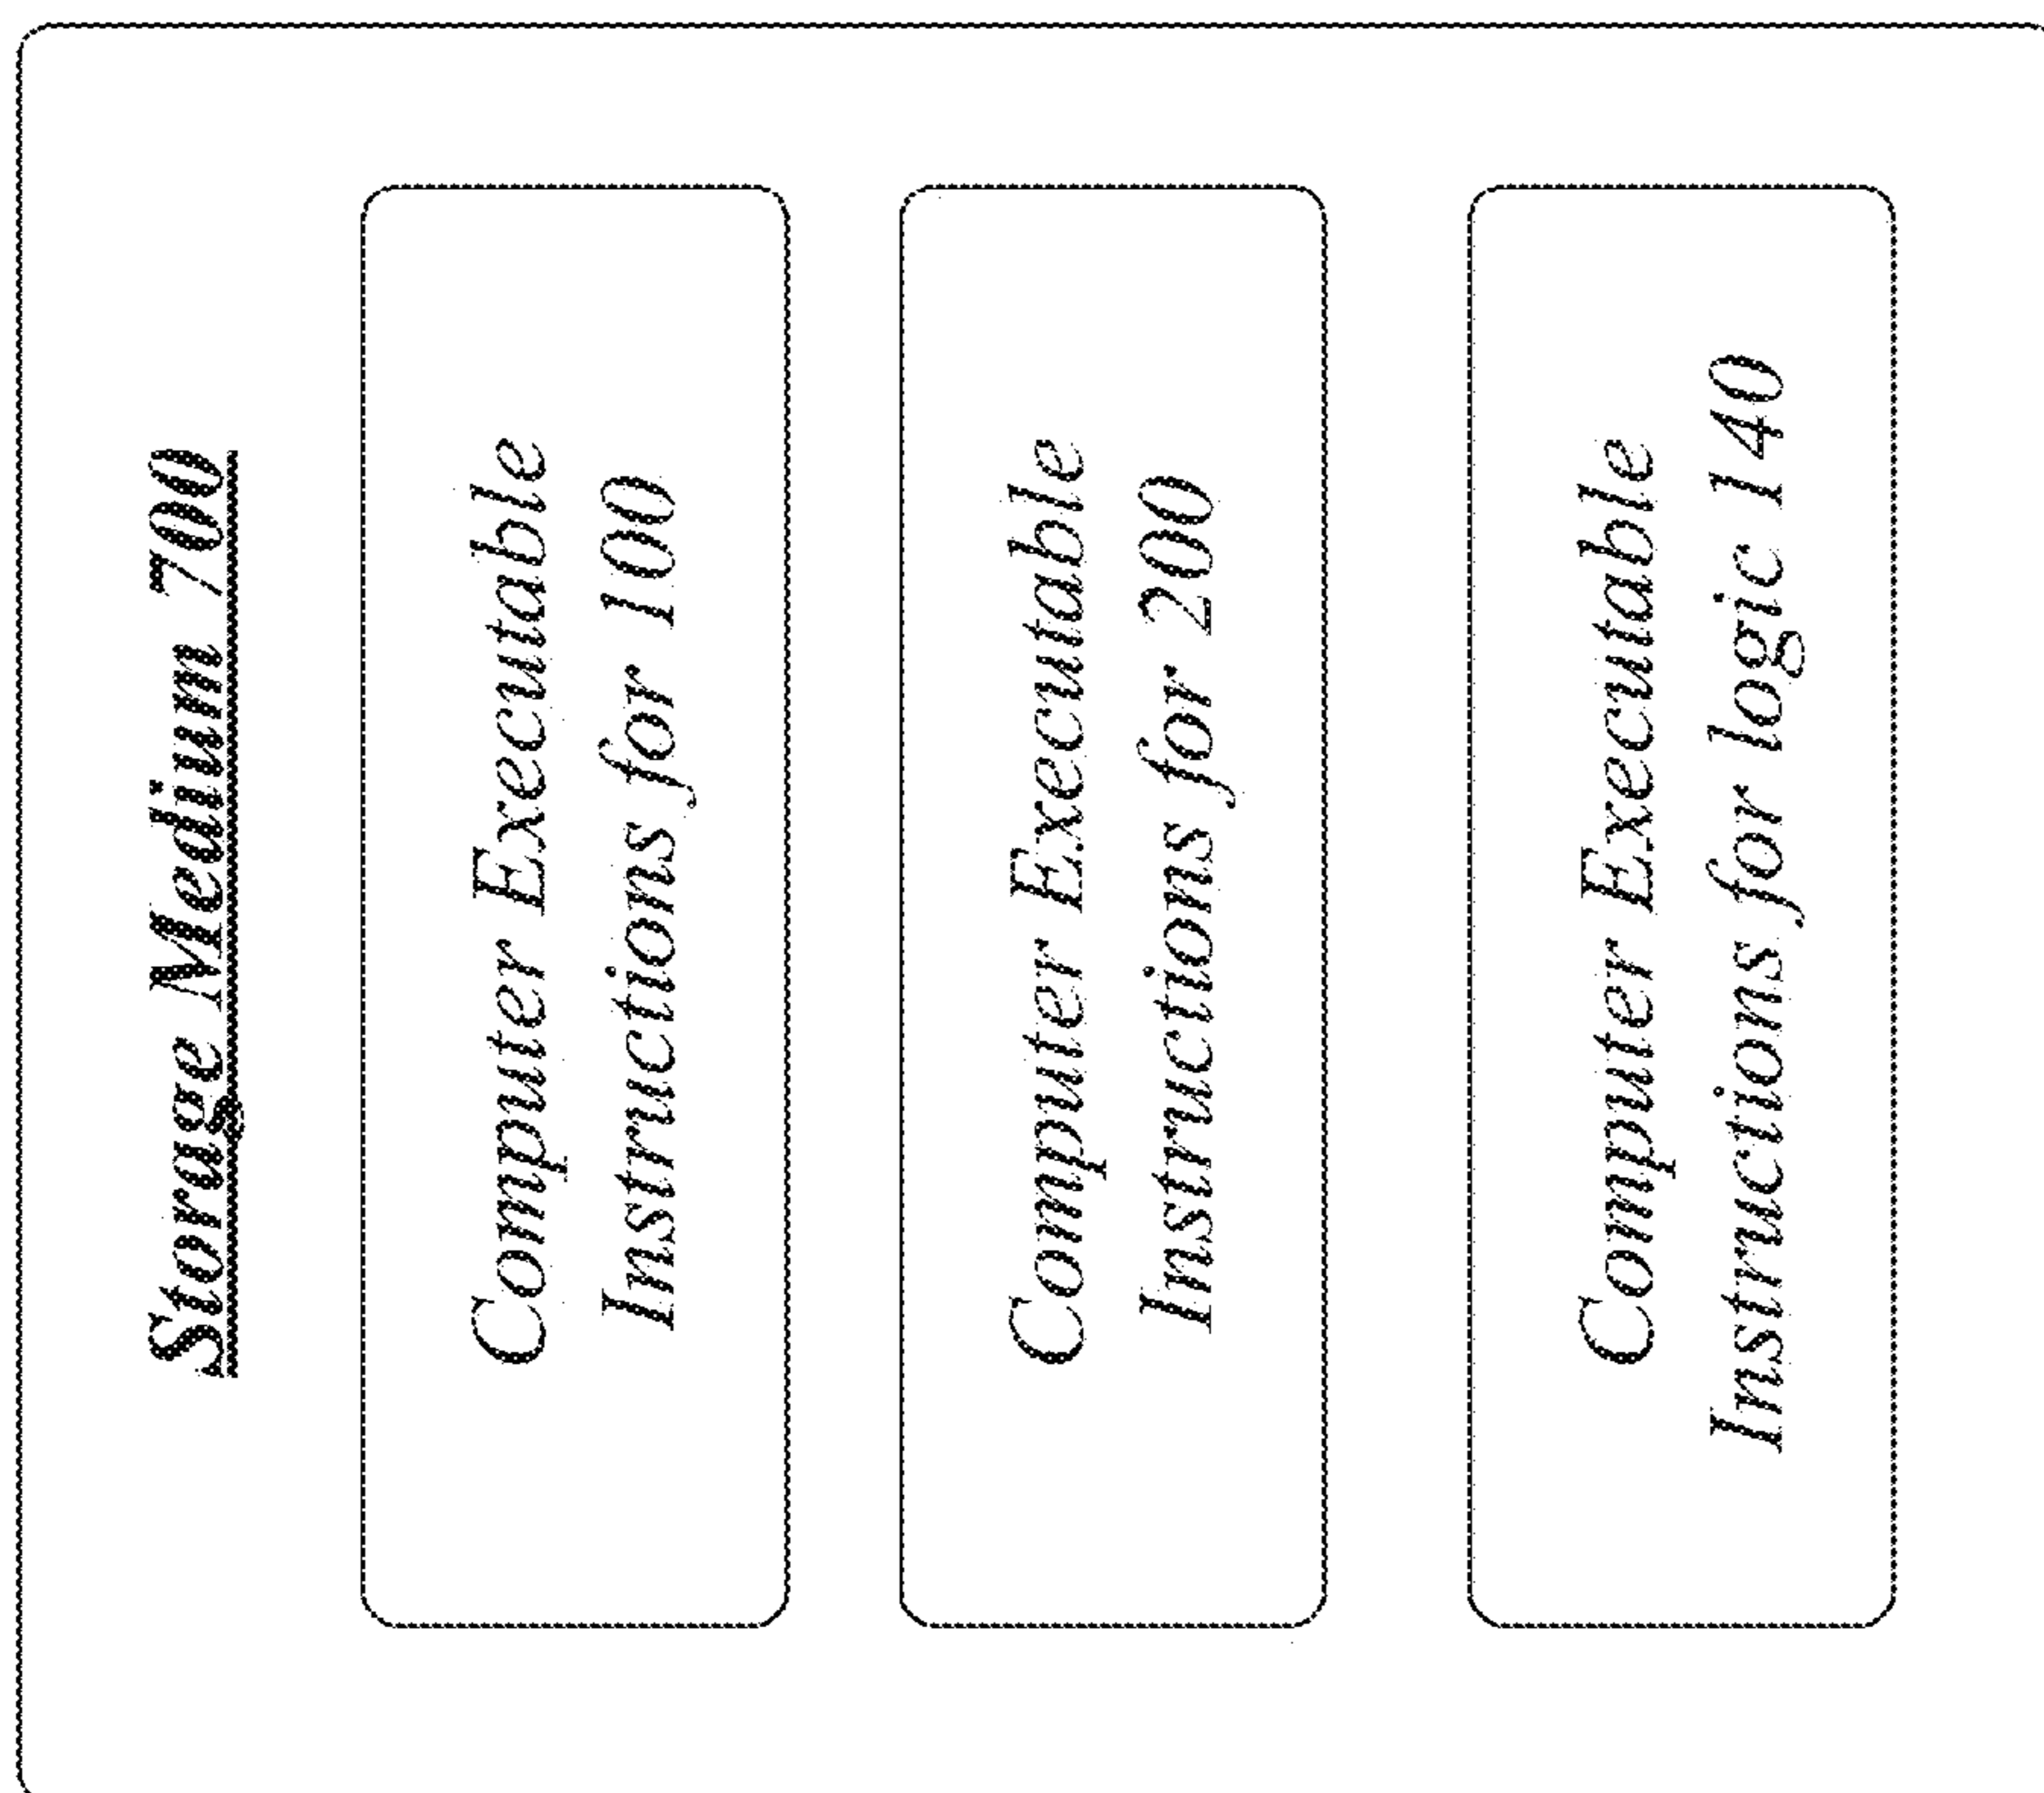 Storage Medium 700
Computer Executable
Instructions for 100
Computer Executable
Instructions for 200
Computer Executable
Instructions for logic 140